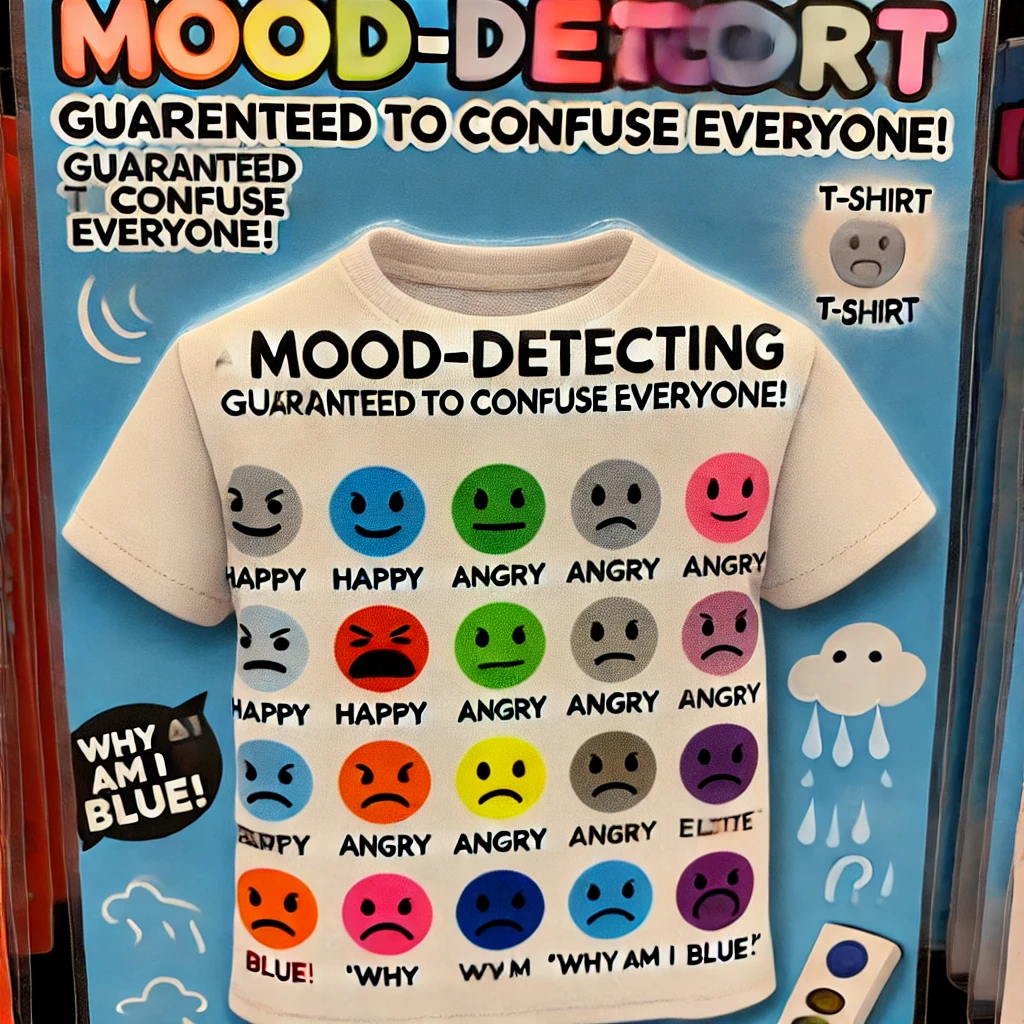 MOOD-DETCORT
GUARENTEED TO CONFUSE EVERYONE!
GUARANTEED
T CONFUSE
EVERYONE!
T-SHIRT
T-SHIRT
MOOD-DETECTING
GUARANTEED TO CONFUSE EVERYONE!
HAPPY HAPPY ANGRY ANGRY ANGRY
HAPPY HAPPY ANGRY ANGRY ANGRY
ANGRY ANGRY ANGRY
WHY
AM I
BLUE!
BLUE! 'WHY "WHY AM I BLUE!"